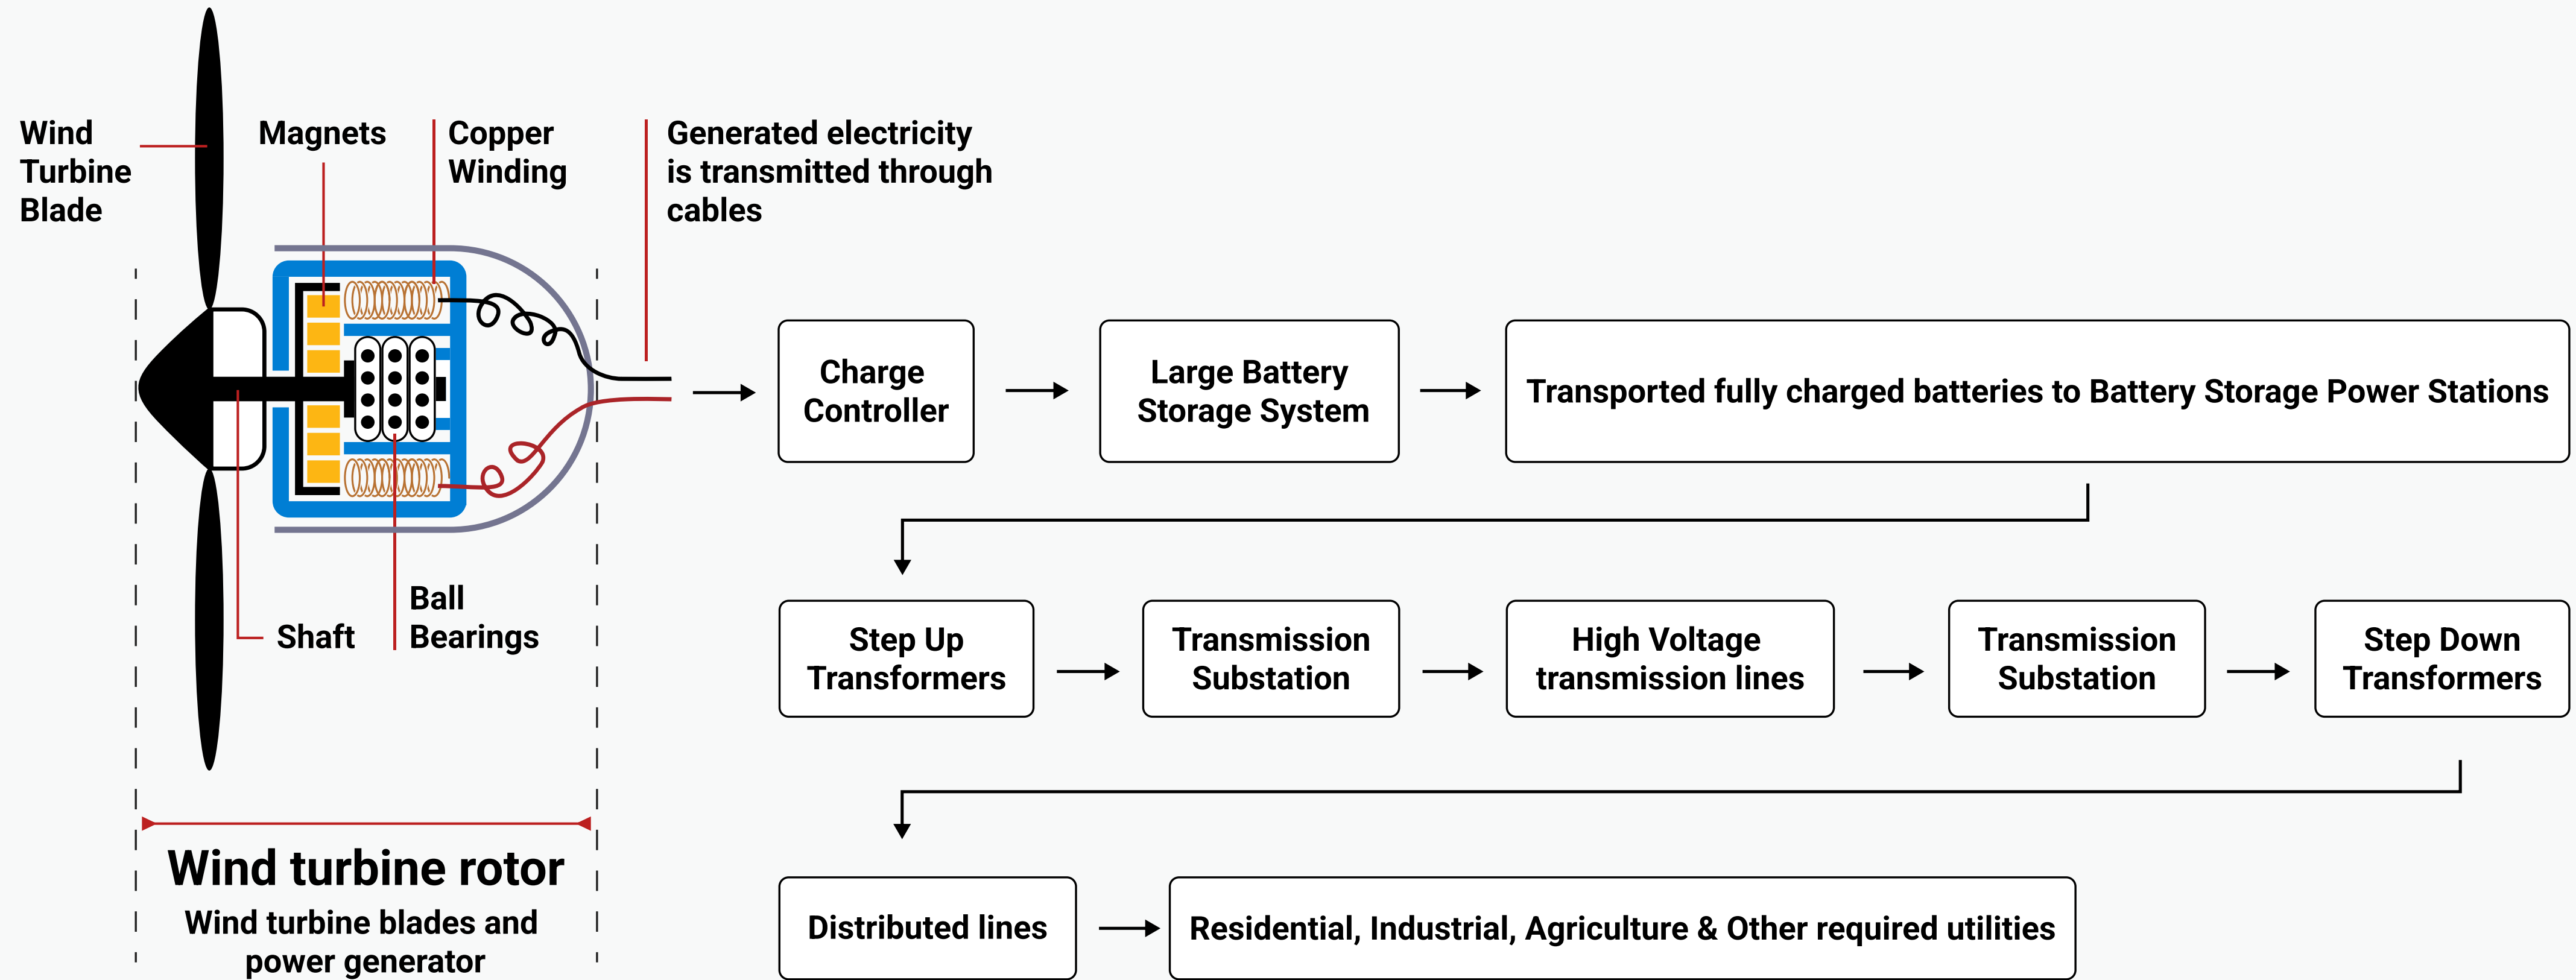 Wind
Turbine
Blade
Magnets
Copper
Winding
Generated electricity
is transmitted through
cables
Shaft
Ball
Bearings
Wind turbine rotor
Wind turbine blades and
power generator
Charge
Controller
Large Battery
Storage System
Transported fully charged batteries to Battery Storage Power Stations
Step Up
Transformers
Transmission
Substation
High Voltage
transmission lines
Transmission
Substation
Step Down
Transformers
Distributed lines
Residential, Industrial, Agriculture & Other required utilities